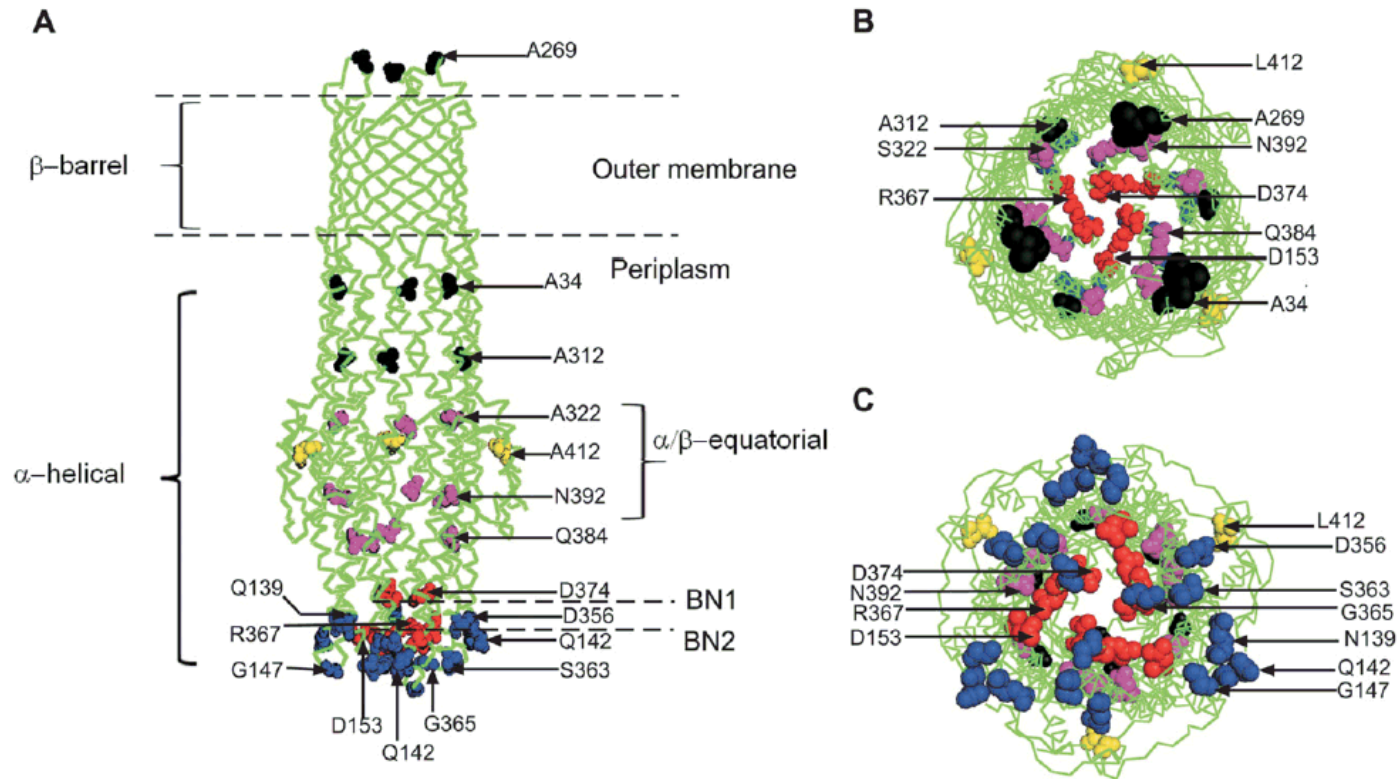 A
A269
β-barrel
Outer membrane
Periplasm
A34
A312
A322
α/β-equatorial
A412
α-helical
N392
Q384
Q139
D374
BN1
D356
R367
BN2
Q142
G147
S363
D153
G365
Q142
B
L412
A312
A269
S322
N392
R367
D374
Q384
D153
A34
C
L412
D356
D374
N392
S363
R367
G365
D153
N139
Q142
G147